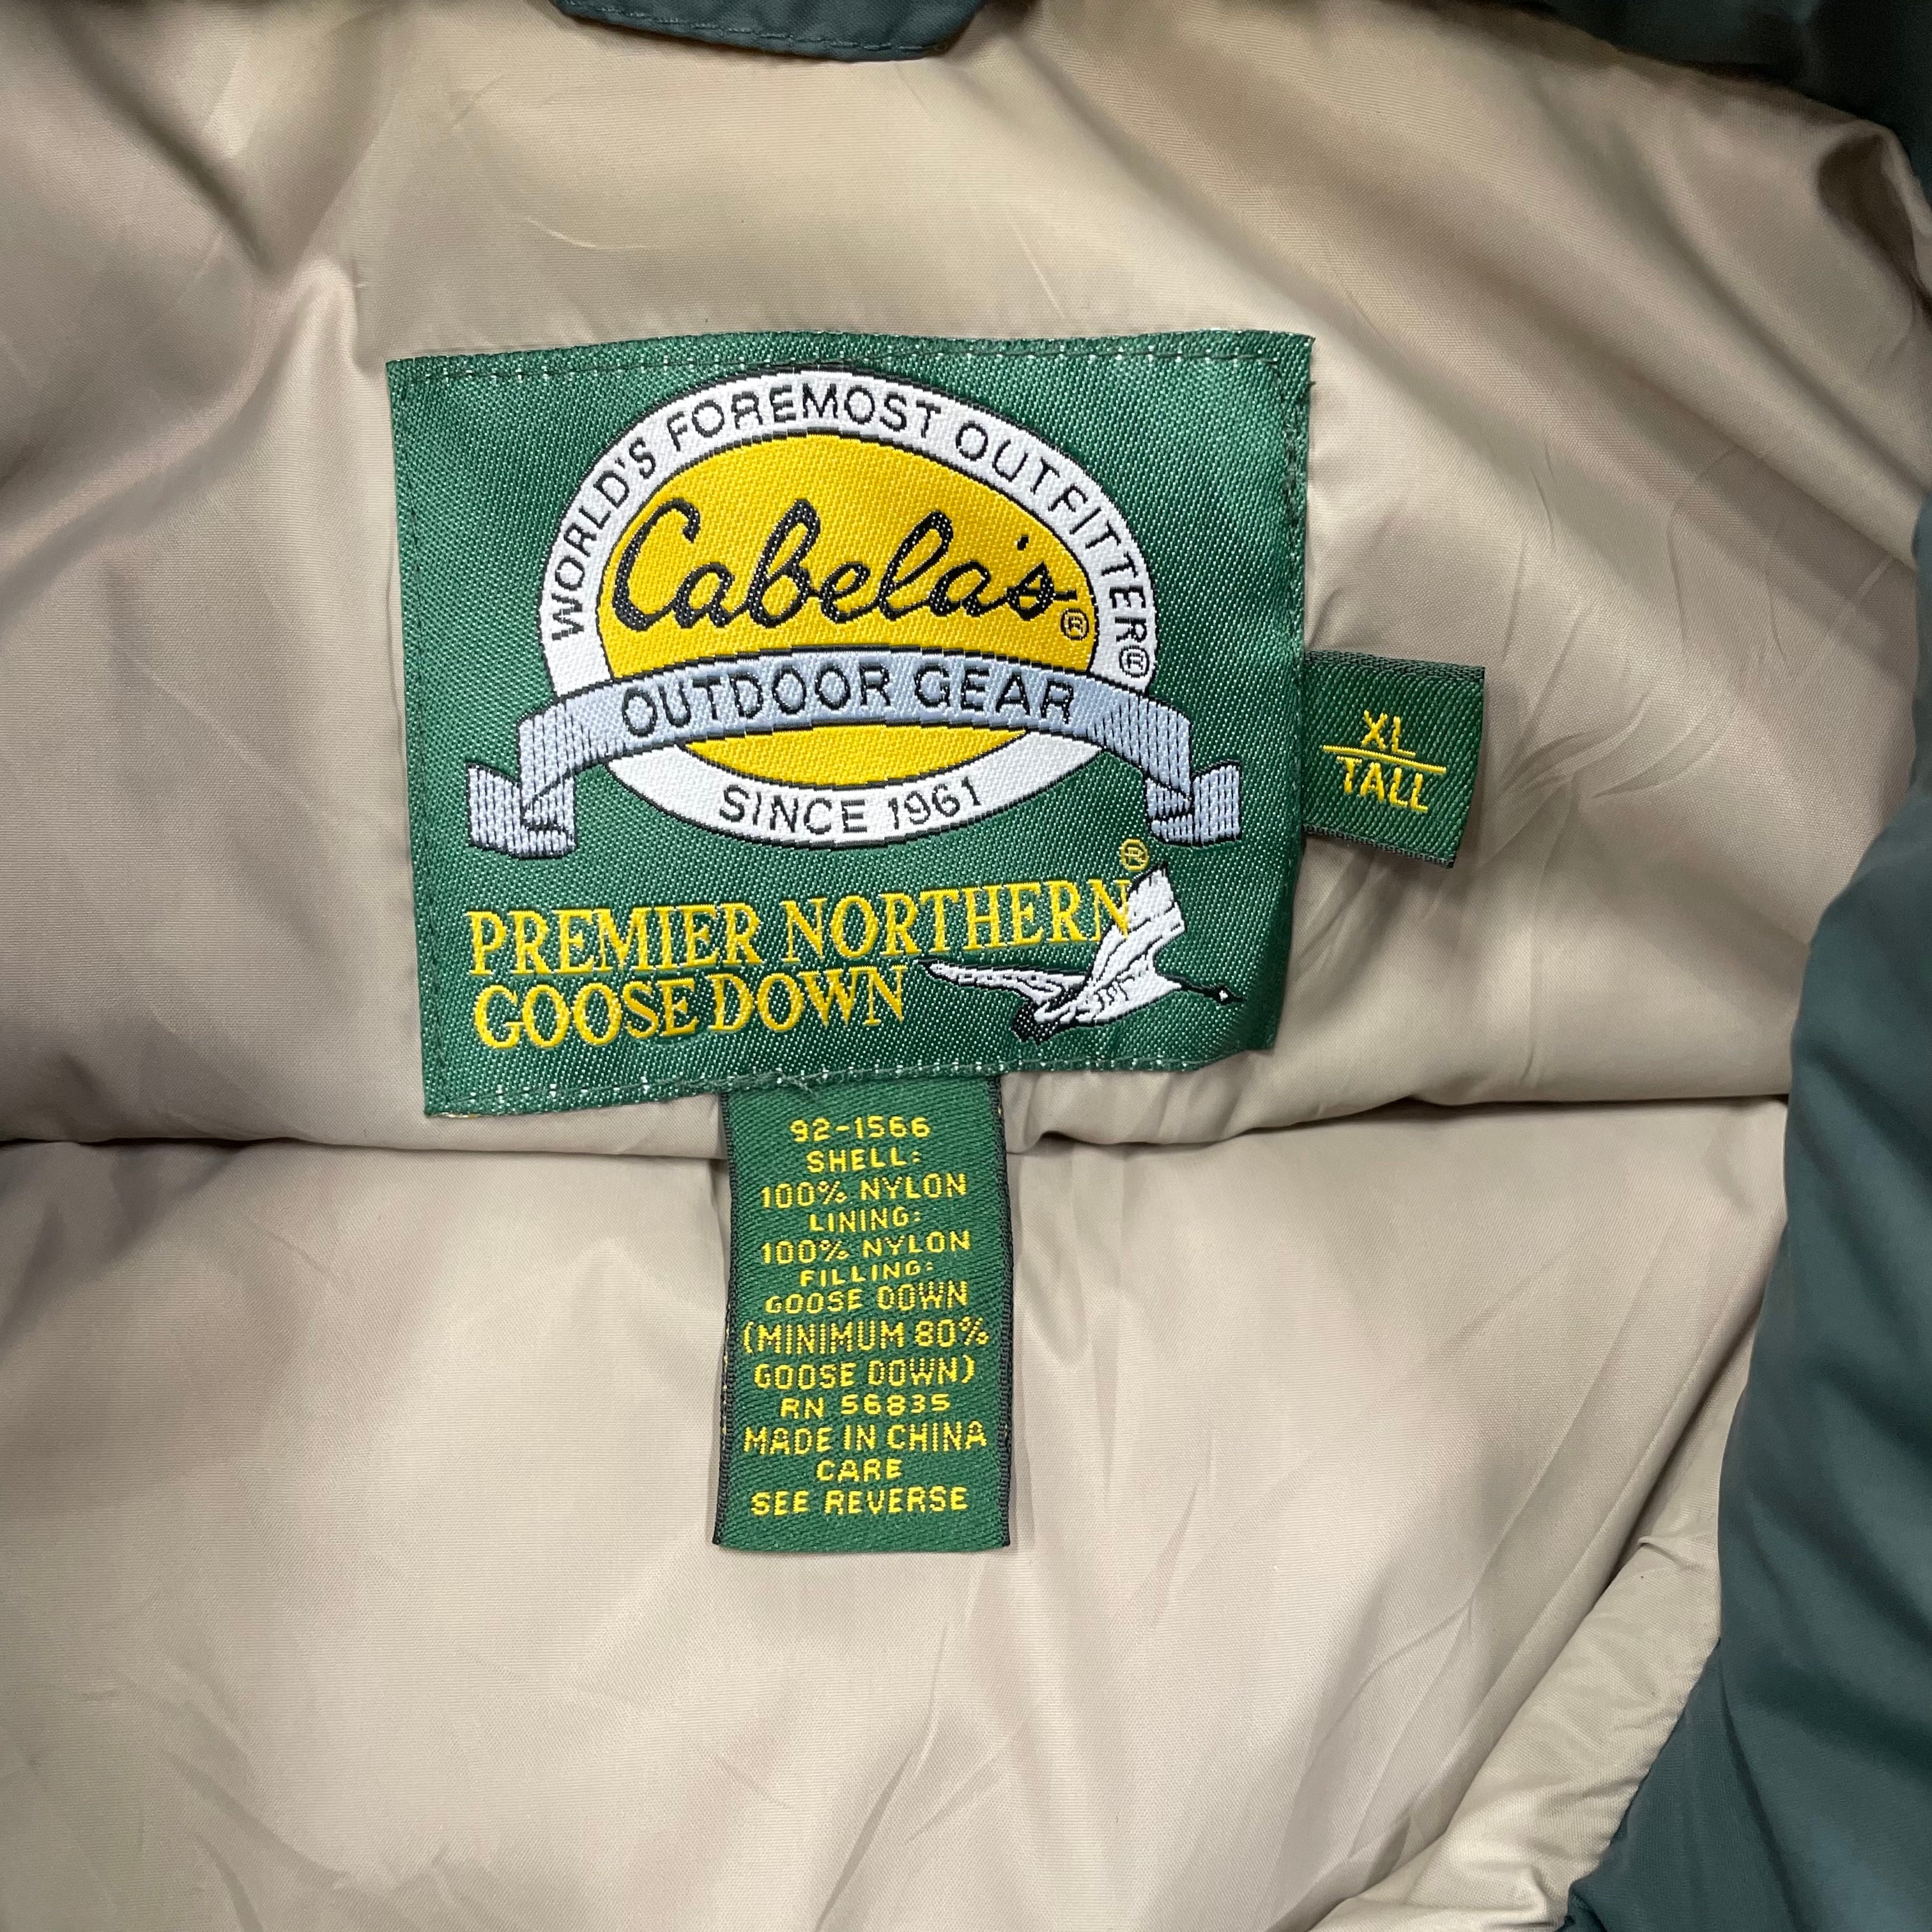 WORLD'S FOREMOST OUTFITTER®
Cabela's®
OUTDOOR GEAR
SINCE 1961
PREMIER NORTHERN®
GOOSE DOWN
XL
TALL
92-1566
SHELL:
100% NYLON
LINING:
100% NYLON
FILLING:
GOOSE DOWN
(MINIMUM 80%
GOOSE DOWN)
RN 56835
MADE IN CHINA
CARE
SEE REVERSE